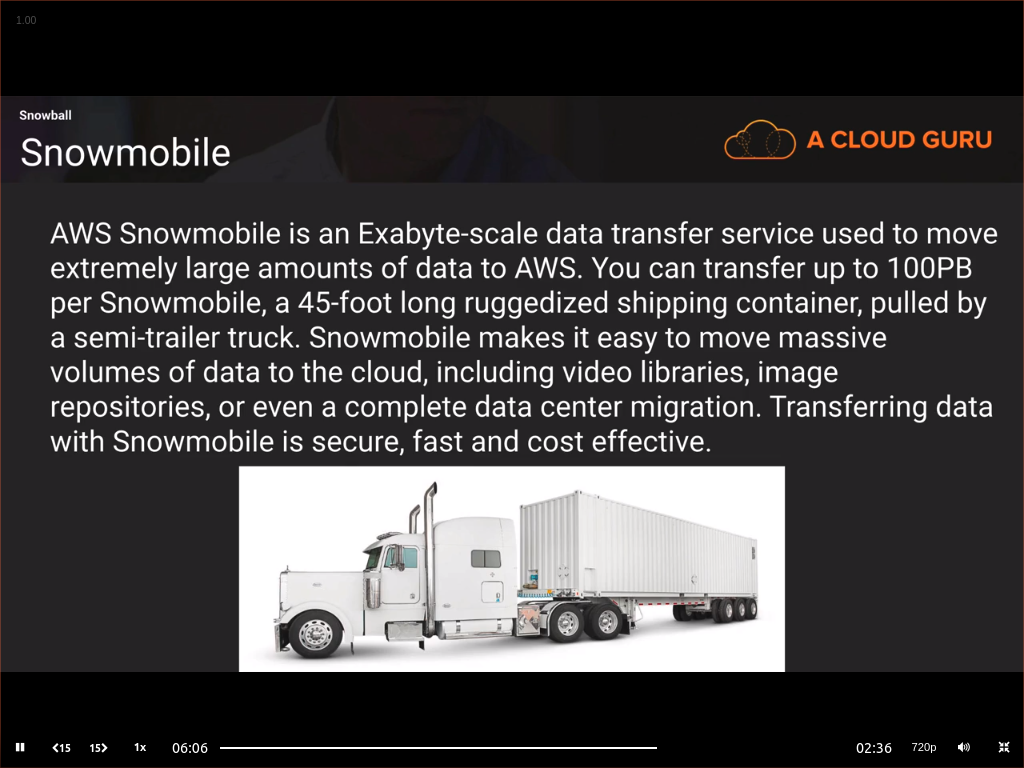 1.00
Snowball
Snowmobile
A CLOUD GURU
AWS Snowmobile is an Exabyte-scale data transfer service used to move
extremely large amounts of data to AWS. You can transfer up to 100PB
per Snowmobile, a 45-foot long ruggedized shipping container, pulled by
a semi-trailer truck. Snowmobile makes it easy to move massive
volumes of data to the cloud, including video libraries, image
repositories, or even a complete data center migration. Transferring data
with Snowmobile is secure, fast and cost effective.
15 15 1x 06:06 02:36 720p